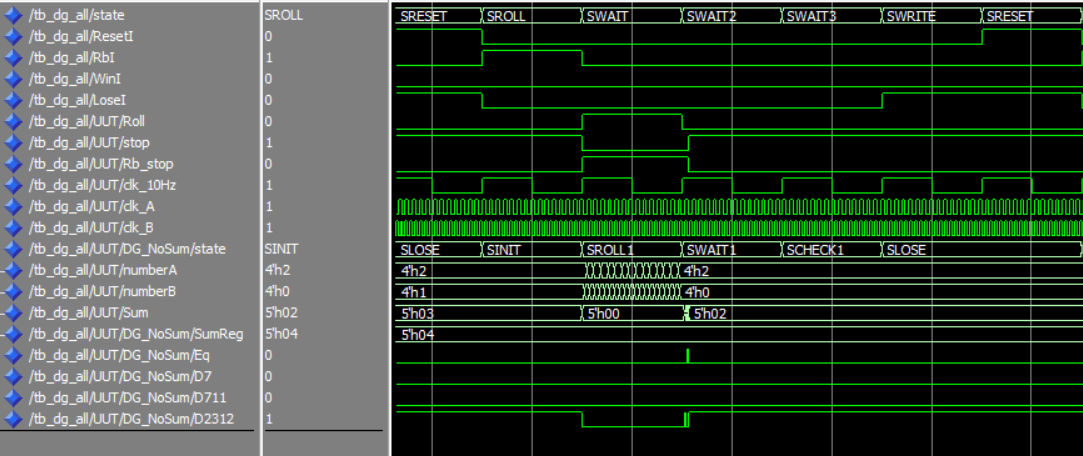 /tb_dg_all/state SROLL SRESET SROLL SWAIT SWAIT2 SWAIT3 SWRITE SRESET
/tb_dg_all/ResetI 0
/tb_dg_all/RbI 1
/tb_dg_all/WinI 0
/tb_dg_all/LoseI 0
/tb_dg_all/UUT/Roll 0
/tb_dg_all/UUT/stop 1
/tb_dg_all/UUT/Rb_stop 0
/tb_dg_all/UUT/clk_10Hz 1
/tb_dg_all/UUT/clk_A 1
/tb_dg_all/UUT/clk_B 1
/tb_dg_all/UUT/DG_NoSum/state SINIT SLOSE SINIT SROLL1 SWAIT1 SCHECK1 SLOSE
/tb_dg_all/UUT/numberA 4'h2 4'h2 4'h2
/tb_dg_all/UUT/numberB 4'h0 4'h1 4'h0
/tb_dg_all/UUT/Sum 5'h02 5'h03 5'h00 5'h02
/tb_dg_all/UUT/DG_NoSum/SumReg 5'h04 5'h04
/tb_dg_all/UUT/DG_NoSum/Eq 0
/tb_dg_all/UUT/DG_NoSum/D7 0
/tb_dg_all/UUT/DG_NoSum/D711 0
/tb_dg_all/UUT/DG_NoSum/D2312 1